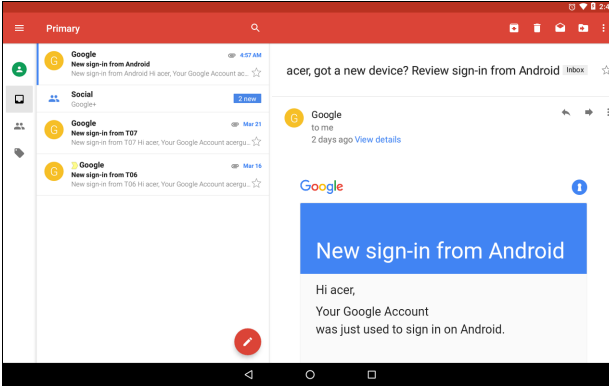 2:4
Primary
Google
4:57 AM
New sign-in from Android
New sign-in from Android Hi acer, Your Google Account ac...
Social
2 new
Google+
Google
Mar 21
New sign-in from T07
New sign-in from T07 Hi acer, Your Google Account acergu...
Google
Mar 16
New sign-in from T06
New sign-in from T06 Hi acer, Your Google Account acergu...
acer, got a new device? Review sign-in from Android Inbox
G
G
G
G
Google
to me
2 days ago View details
Google
New sign-in from Android
Hi acer,
Your Google Account
was just used to sign in on Android.